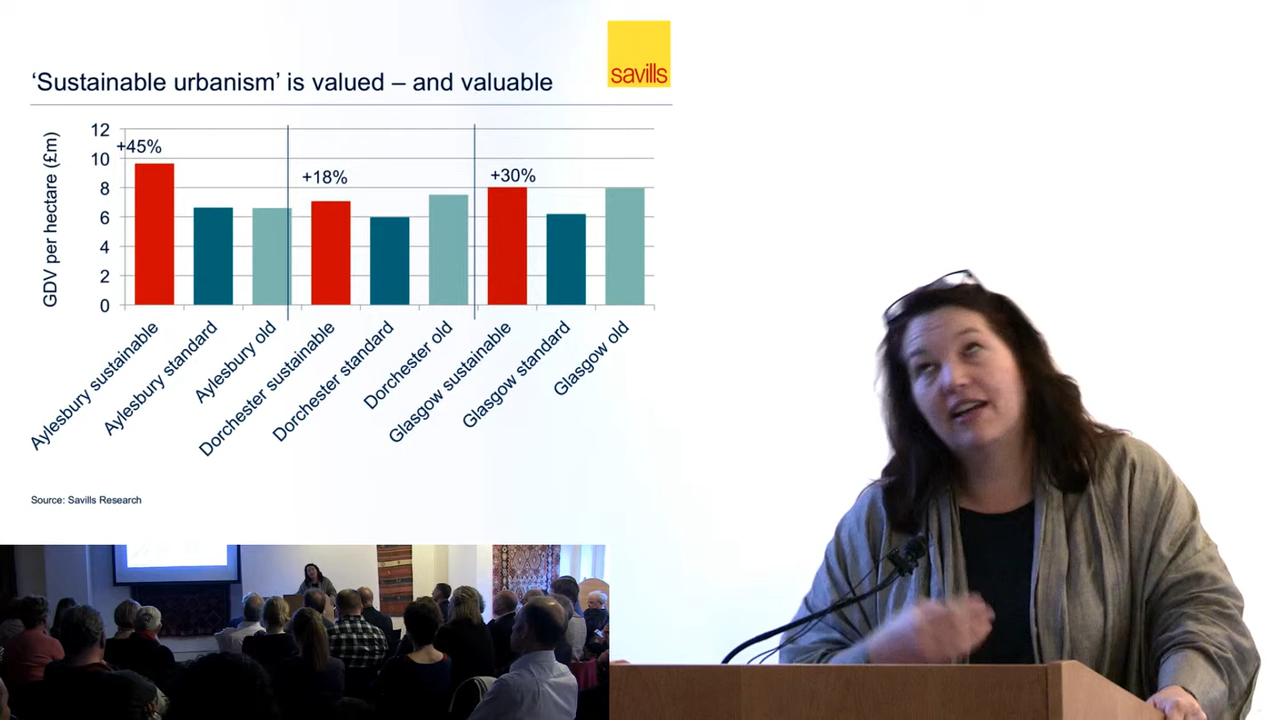 savills
‘Sustainable urbanism’ is valued – and valuable
GDV per hectare (£m)
12
10
8
6
4
2
0
+45%
+18%
+30%
Aylesbury sustainable
Aylesbury standard
Aylesbury old
Dorchester sustainable
Dorchester standard
Dorchester old
Glasgow sustainable
Glasgow standard
Glasgow old
Source: Savills Research